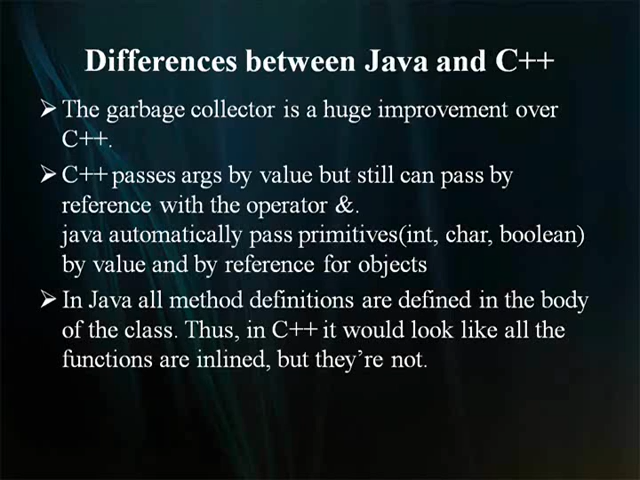 Differences between Java and C++
➢ The garbage collector is a huge improvement over
C++.
➢ C++ passes args by value but still can pass by
reference with the operator &.
java automatically pass primitives(int, char, boolean)
by value and by reference for objects
➢ In Java all method definitions are defined in the body
of the class. Thus, in C++ it would look like all the
functions are inlined, but they're not.